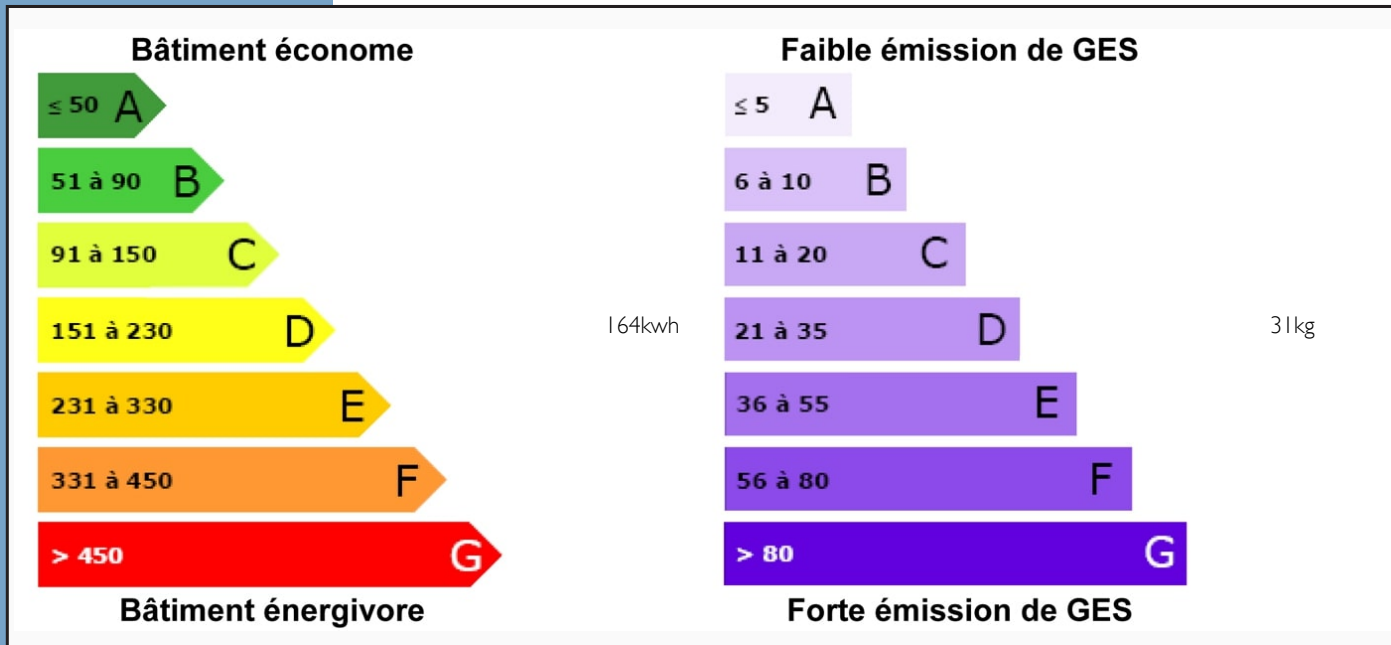 Bâtiment économe
≤ 50 A
51 à 90 B
91 à 150 C
151 à 230 D
164kwh
231 à 330 E
331 à 450 F
> 450 G
Bâtiment énergivore
Faible émission de GES
≤ 5 A
6 à 10 B
11 à 20 C
21 à 35 D
31kg
36 à 55 E
56 à 80 F
> 80 G
Forte émission de GES